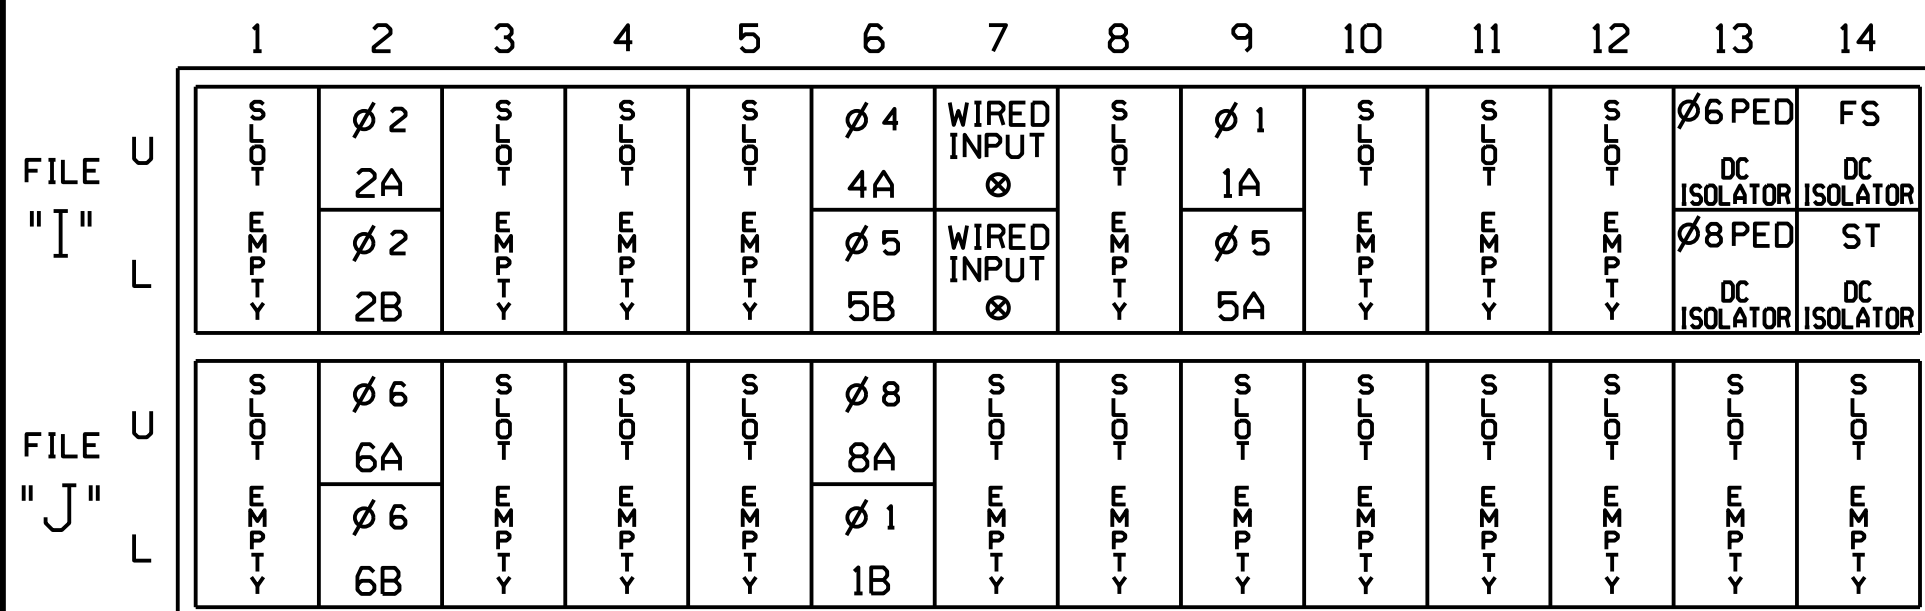 1 2 3 4 5 6 7 8 9 10 11 12 13 14
FILE "I"
U
SLOT EMPTY
Ø 2
2A
SLOT EMPTY
SLOT EMPTY
SLOT EMPTY
Ø 4
4A
WIRED
INPUT
⊗
SLOT EMPTY
Ø 1
1A
SLOT EMPTY
SLOT EMPTY
SLOT EMPTY
Ø6 PED
DC
ISOLATOR
FS
DC
ISOLATOR
L
Ø 2
2B
Ø 5
5B
WIRED
INPUT
⊗
Ø 5
5A
Ø8 PED
DC
ISOLATOR
ST
DC
ISOLATOR
FILE "J"
U
SLOT EMPTY
Ø 6
6A
SLOT EMPTY
SLOT EMPTY
SLOT EMPTY
Ø 8
8A
SLOT EMPTY
SLOT EMPTY
SLOT EMPTY
SLOT EMPTY
SLOT EMPTY
SLOT EMPTY
SLOT EMPTY
SLOT EMPTY
L
Ø 6
6B
Ø 1
1B